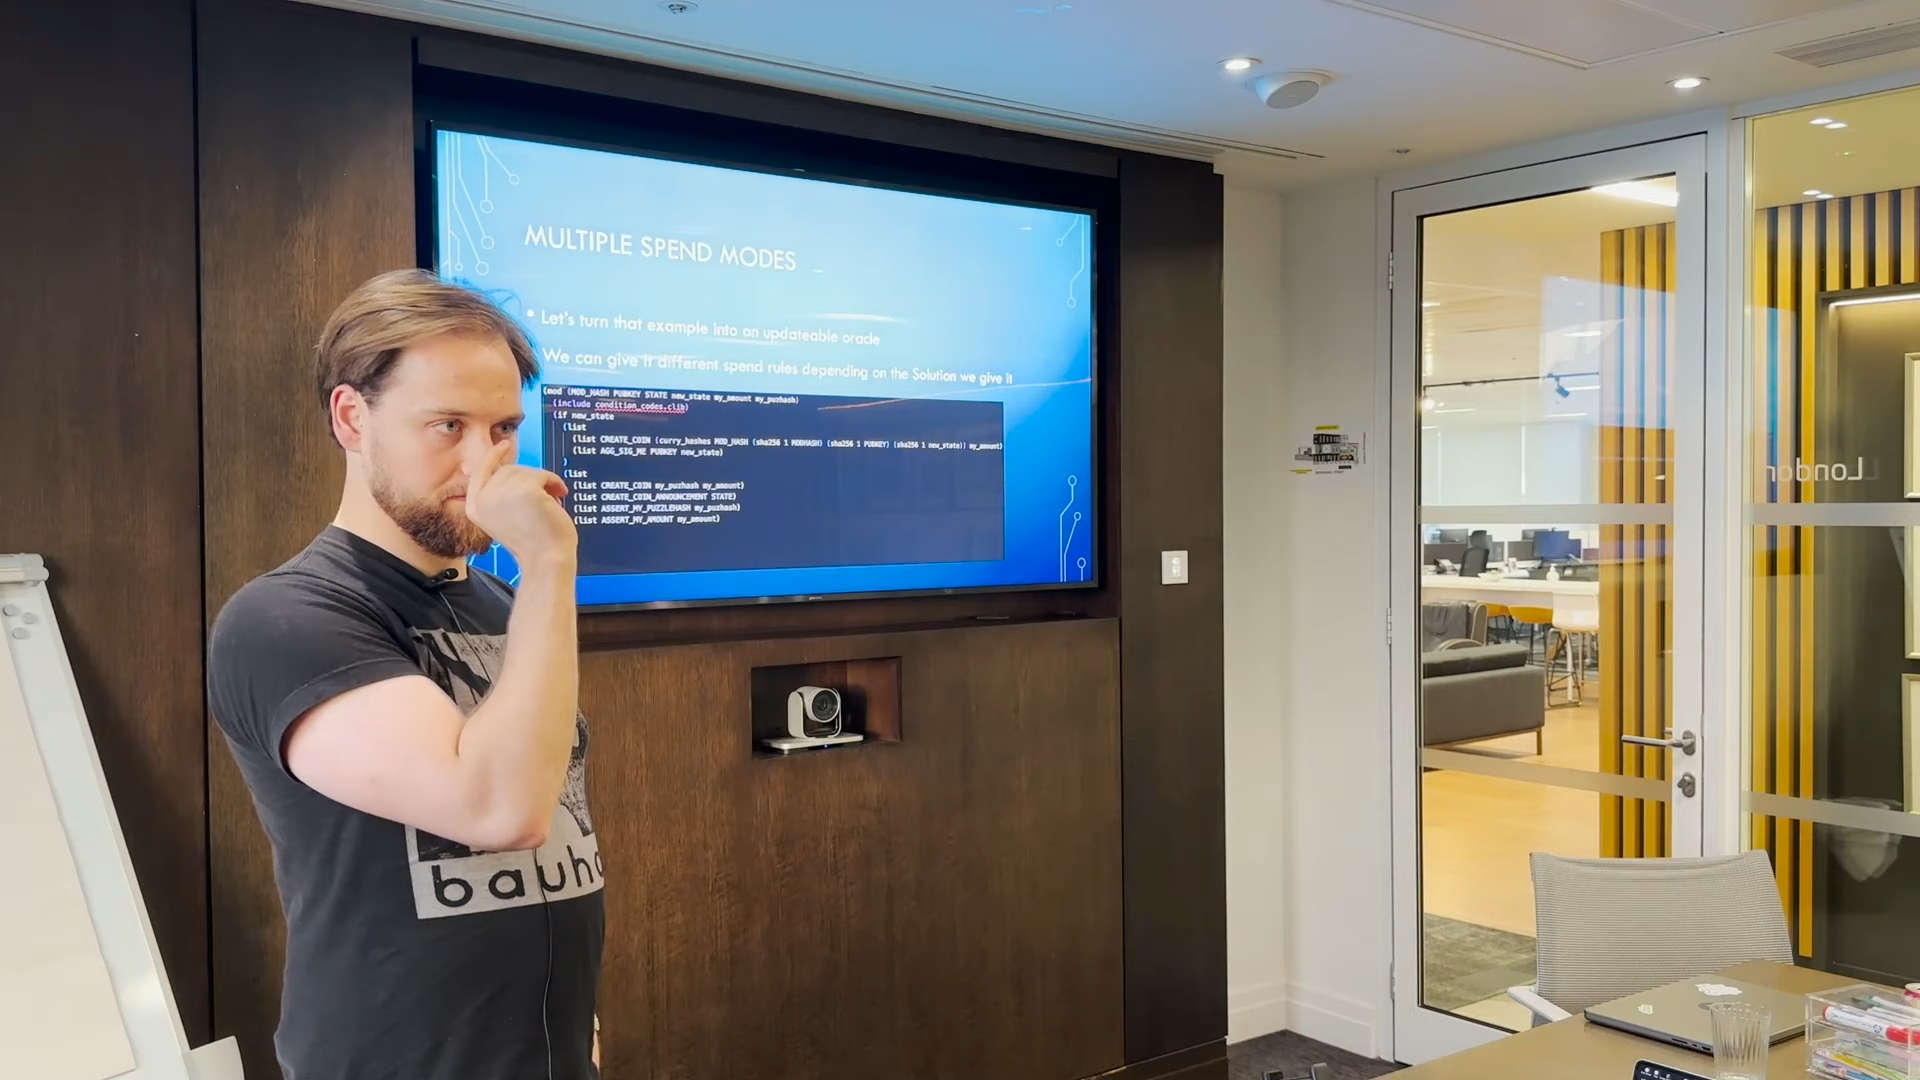 MULTIPLE SPEND MODES
• Let's turn that example into an updateable oracle
We can give it different spend rules depending on the Solution we give it
(mod (MOD_HASH PUBKEY STATE new_state my_amount my_puzhash)
(include condition_codes.clib)
(if new_state
(list
(list CREATE_COIN (curry_hashes MOD_HASH (sha256 1 MODHASH) (sha256 1 PUBKEY) (sha256 1 new_state)) my_amount)
(list AGG_SIG_ME PUBKEY new_state)
)
(list
(list CREATE_COIN my_puzhash my_amount)
(list CREATE_COIN_ANNOUNCEMENT STATE)
(list ASSERT_MY_PUZZLEHASH my_puzhash)
(list ASSERT_MY_AMOUNT my_amount)
London
bauha